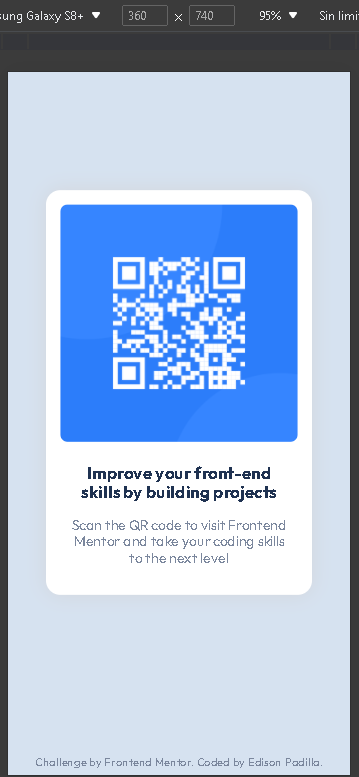 sung Galaxy S8+ ▼ 360 × 740 95% ▼ Sin limi
Improve your front-end
skills by building projects
Scan the QR code to visit Frontend
Mentor and take your coding skills
to the next level
Challenge by Frontend Mentor. Coded by Edison Padilla.